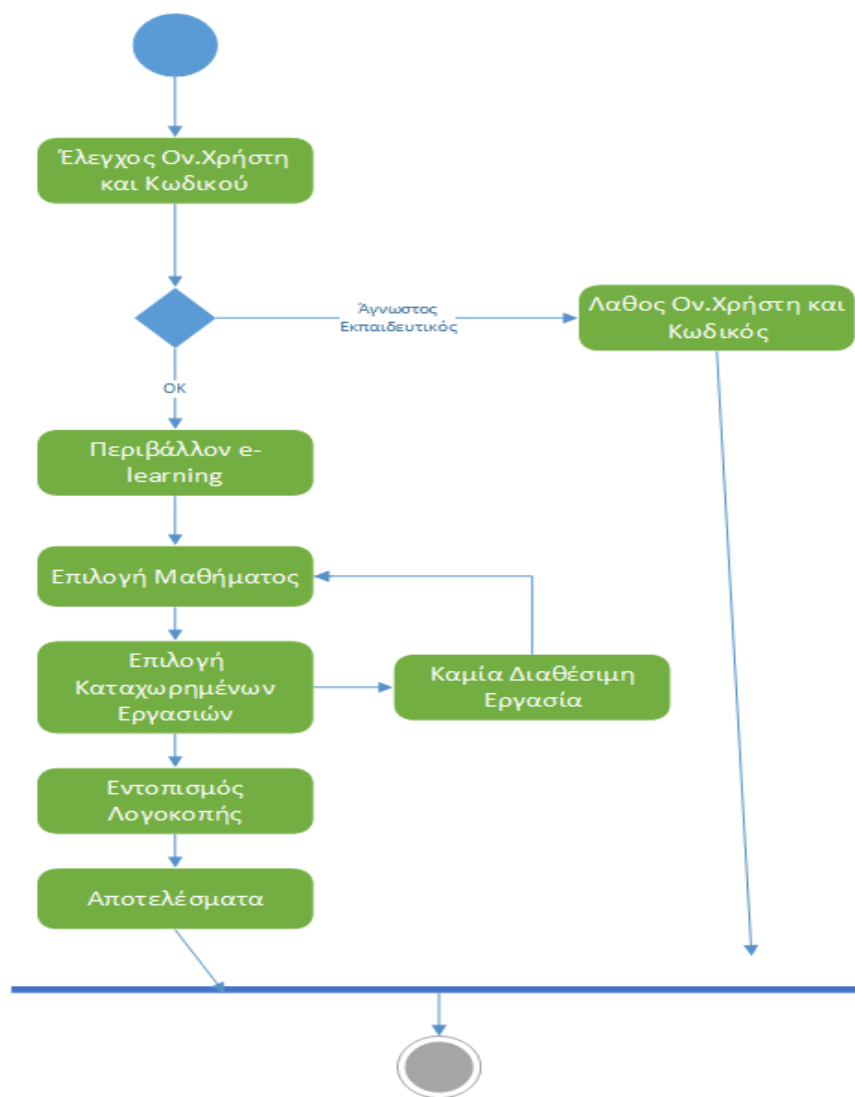 Έλεγχος Ον.Χρήστη
και Κωδικού
Άγνωστος
Εκπαιδευτικός
Λαθος Ον.Χρήστη και
Κωδικός
OK
Περιβάλλον e-
learning
Επιλογή Μαθήματος
Επιλογή
Καταχωρημένων
Εργασιών
Καμία Διαθέσιμη
Εργασία
Εντοπισμός
Λογοκοπής
Αποτελέσματα